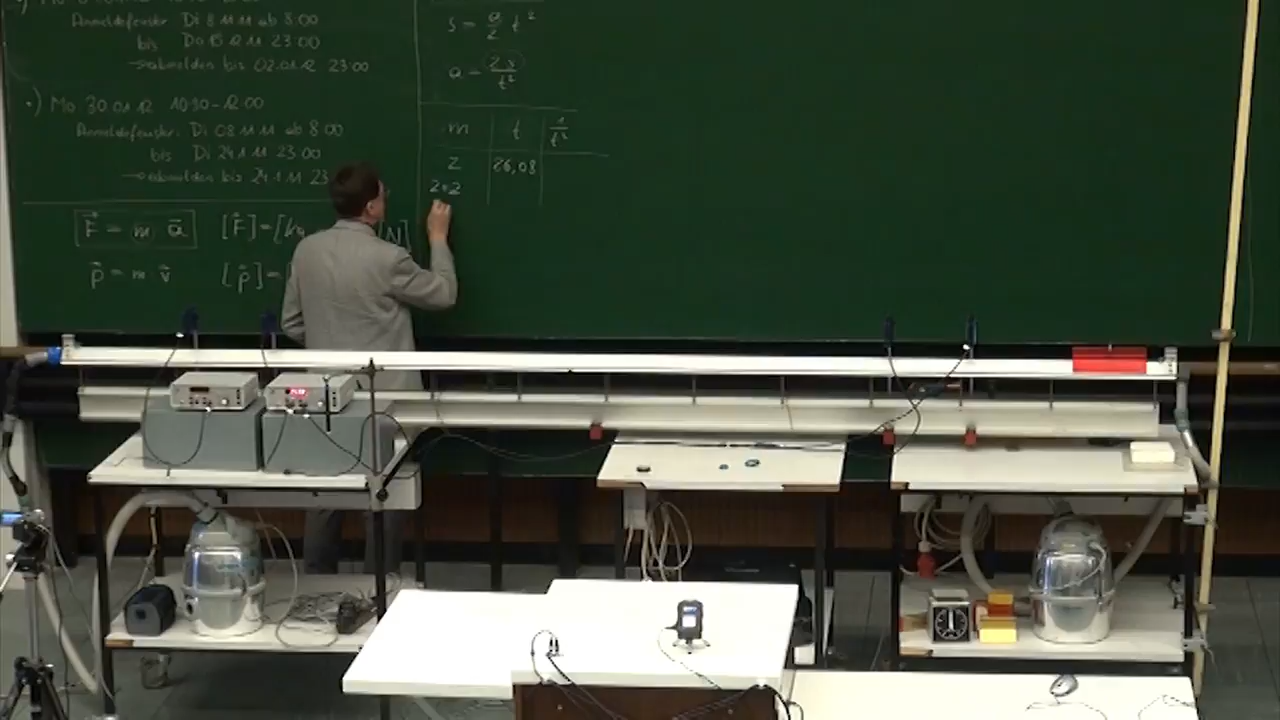 Anmeldefenster: Di 8.11.11 ab 8:00
bis Do 15.12.11 23:00
→ abmelden bis 02.01.12 23:00
•) Mo. 30.01.12 10:30-12:00
Anmeldefenster: Di 08.11.11 ab 8:00
bis Di 24.1.11 23:00
→ abmelden bis 24.1.11 23
F = m a [F] = [kg N]
p = m v [p] =
s = a/2 t²
a = 2s/t²
m t 1/t²
2 26,08
2•2